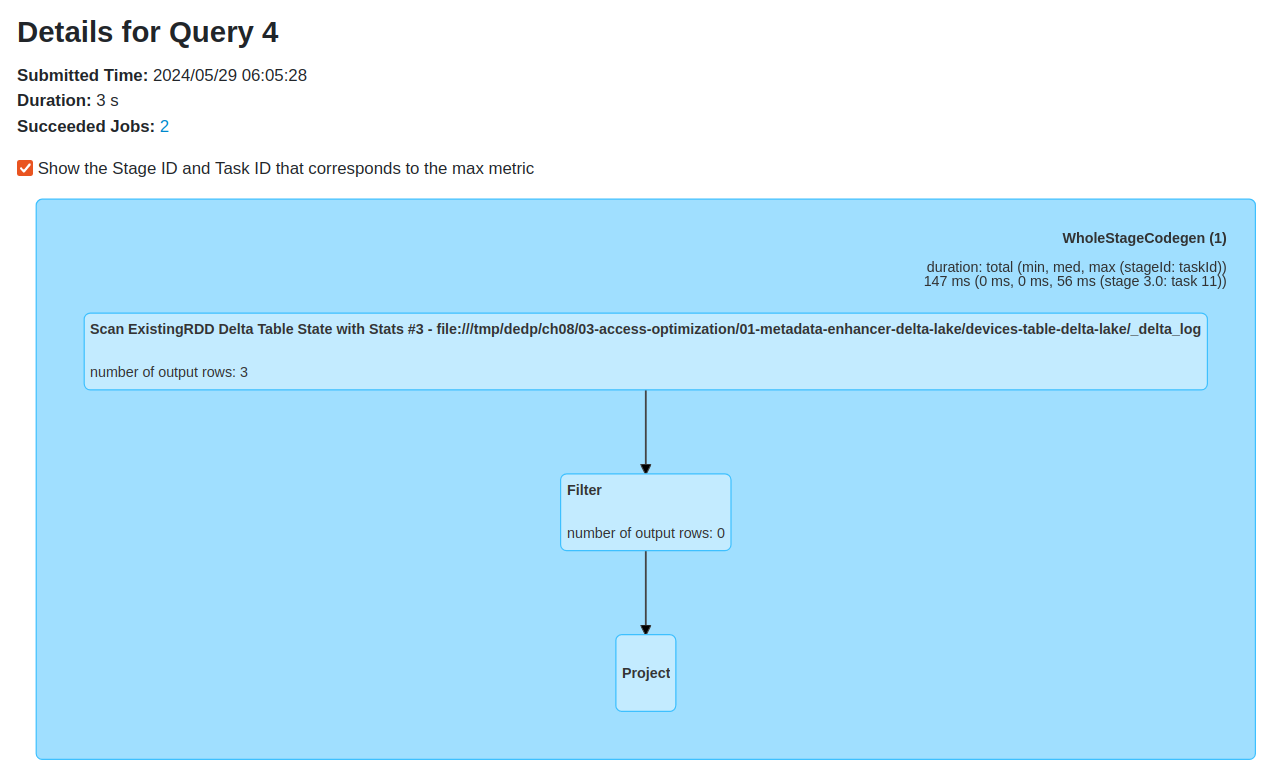 Details for Query 4
Submitted Time: 2024/05/29 06:05:28
Duration: 3 s
Succeeded Jobs: 2
Show the Stage ID and Task ID that corresponds to the max metric
WholeStageCodegen (1)
duration: total (min, med, max (stageId: taskId))
147 ms (0 ms, 0 ms, 56 ms (stage 3.0: task 11))
Scan ExistingRDD Delta Table State with Stats #3 - file:///tmp/dedp/ch08/03-access-optimization/01-metadata-enhancer-delta-lake/devices-table-delta-lake/_delta_log
number of output rows: 3
Filter
number of output rows: 0
Project